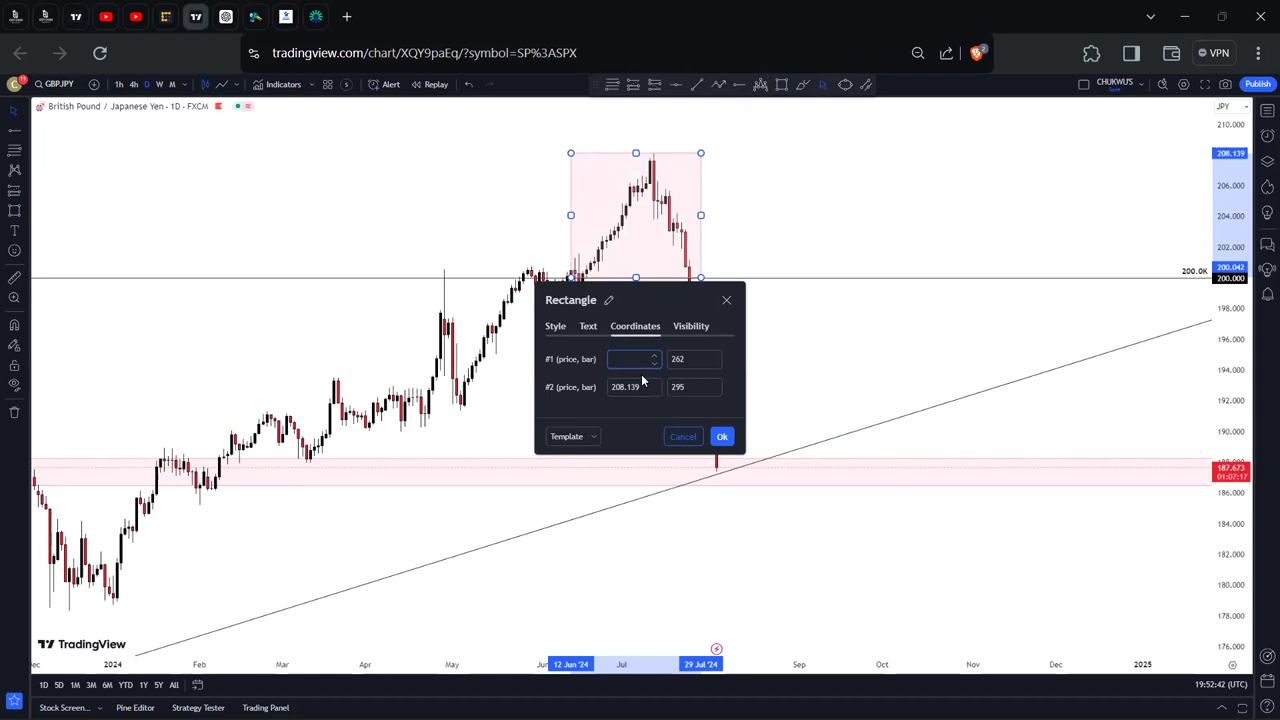 tradingview.com/chart/XQY9paEq/?symbol=SP%3ASPX
2
VPN
C
11
GBPJPY
1h
4h
D
W
M
Indicators
Alert
Replay
CHUKWU'S
Save
Publish
British Pound / Japanese Yen · 1D · FXCM
JPY
210.000
208.139
206.000
204.000
202.000
200.042
200.0K
200.000
198.000
196.000
194.000
192.000
190.000
187.673
01:07:17
186.000
184.000
182.000
180.000
178.000
176.000
Rectangle
Style
Text
Coordinates
Visibility
#1 (price, bar)
262
#2 (price, bar)
208.139
295
Template
Cancel
Ok
TradingView
2024
Feb
Mar
Apr
May
12 Jun '24
Jul
29 Jul '24
Sep
Oct
Nov
Dec
2025
1D 5D 1M 3M 6M YTD 1Y 5Y All
19:52:42 (UTC)
Stock Screen...
Pine Editor
Strategy Tester
Trading Panel